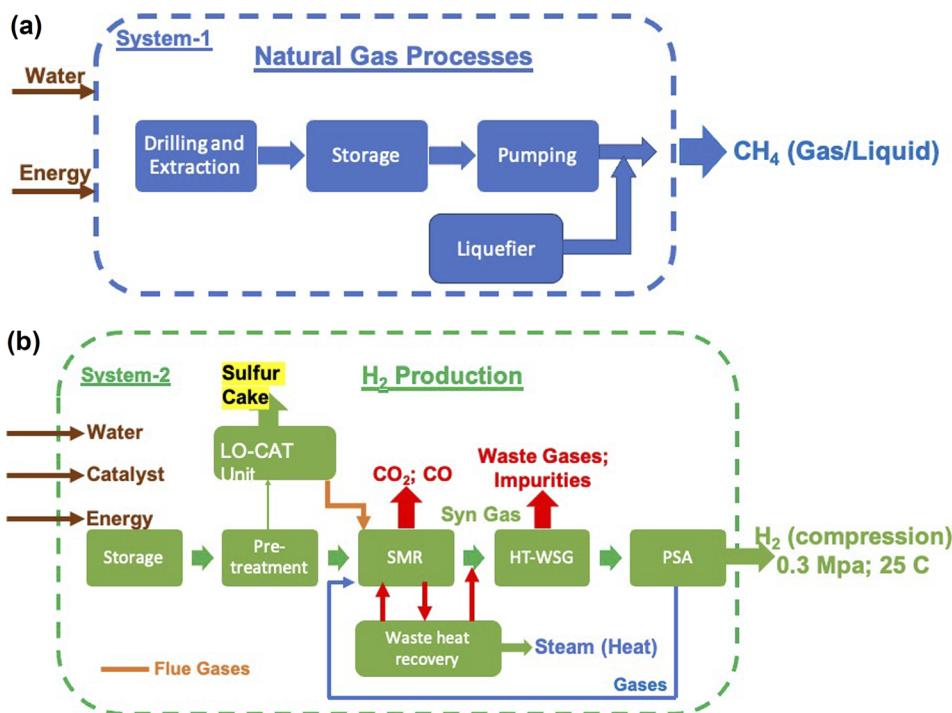 (a)
System-1
Natural Gas Processes
Water
Energy
Drilling and
Extraction
Storage
Pumping
Liquefier
CH₄ (Gas/Liquid)
(b)
System-2
H₂ Production
Sulfur
Cake
Water
Catalyst
Energy
LO-CAT
Unit
CO₂; CO
Waste Gases;
Impurities
Syn Gas
Storage
Pre-
treatment
SMR
HT-WSG
PSA
H₂ (compression)
0.3 Mpa; 25 C
Waste heat
recovery
Steam (Heat)
Flue Gases
Gases